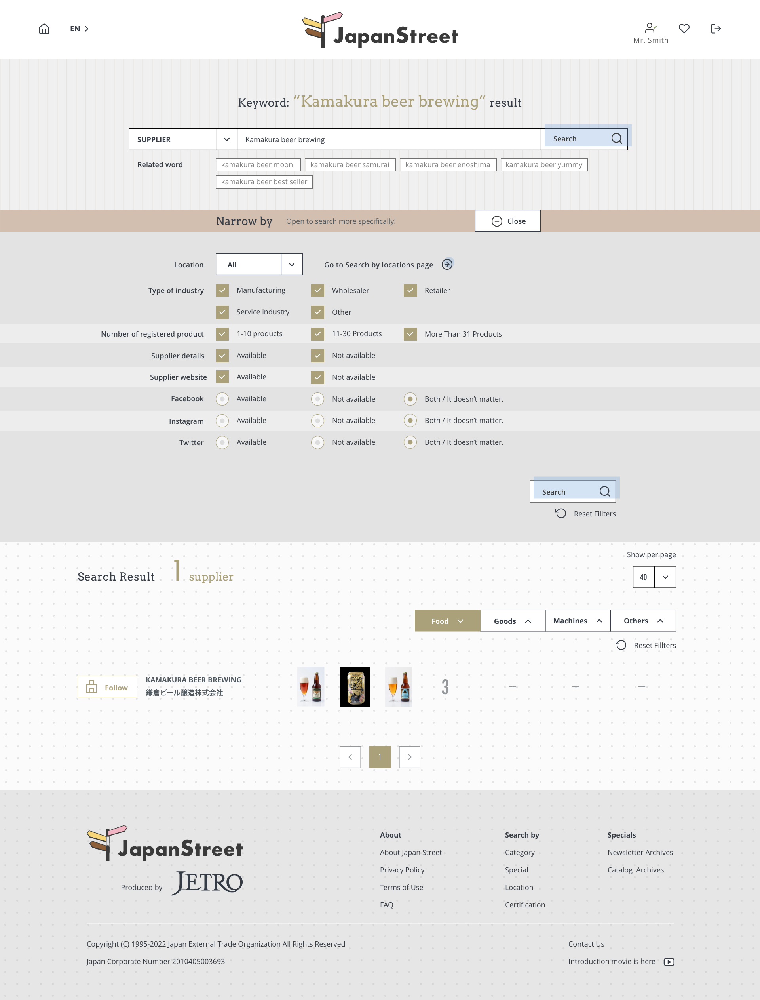 EN
JapanStreet
Mr. Smith
Keyword: “Kamakura beer brewing” result
SUPPLIER
Kamakura beer brewing
Search
Related word
kamakura beer moon
kamakura beer samurai
kamakura beer enoshima
kamakura beer yummy
kamakura beer best seller
Narrow by
Open to search more specifically!
Close
Location
All
Go to Search by locations page
Type of industry
Manufacturing
Wholesaler
Retailer
Service industry
Other
Number of registered product
1-10 products
11-30 Products
More Than 31 Products
Supplier details
Available
Not available
Supplier website
Available
Not available
Facebook
Available
Not available
Both / It doesn’t matter.
Instagram
Available
Not available
Both / It doesn’t matter.
Twitter
Available
Not available
Both / It doesn’t matter.
Search
Reset Fillters
Show per page
Search Result 1 supplier
40
Food
Goods
Machines
Others
Reset Fillters
Follow
KAMAKURA BEER BREWING
鎌倉ビール醸造株式会社
3
–
–
–
1
JapanStreet
Produced by JETRO
About
About Japan Street
Privacy Policy
Terms of Use
FAQ
Search by
Category
Special
Location
Certification
Specials
Newsletter Archives
Catalog Archives
Copyright (C) 1995-2022 Japan External Trade Organization All Rights Reserved
Contact Us
Japan Corporate Number 2010405003693
Introduction movie is here